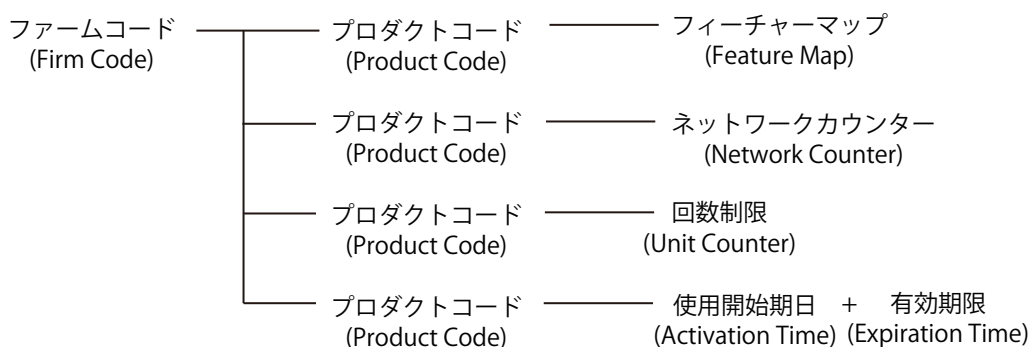 ファームコード
(Firm Code)
プロダクトコード
(Product Code)
フィーチャーマップ
(Feature Map)
プロダクトコード
(Product Code)
ネットワークカウンター
(Network Counter)
プロダクトコード
(Product Code)
回数制限
(Unit Counter)
プロダクトコード
(Product Code)
使用開始期日 + 有効期限
(Activation Time) (Expiration Time)